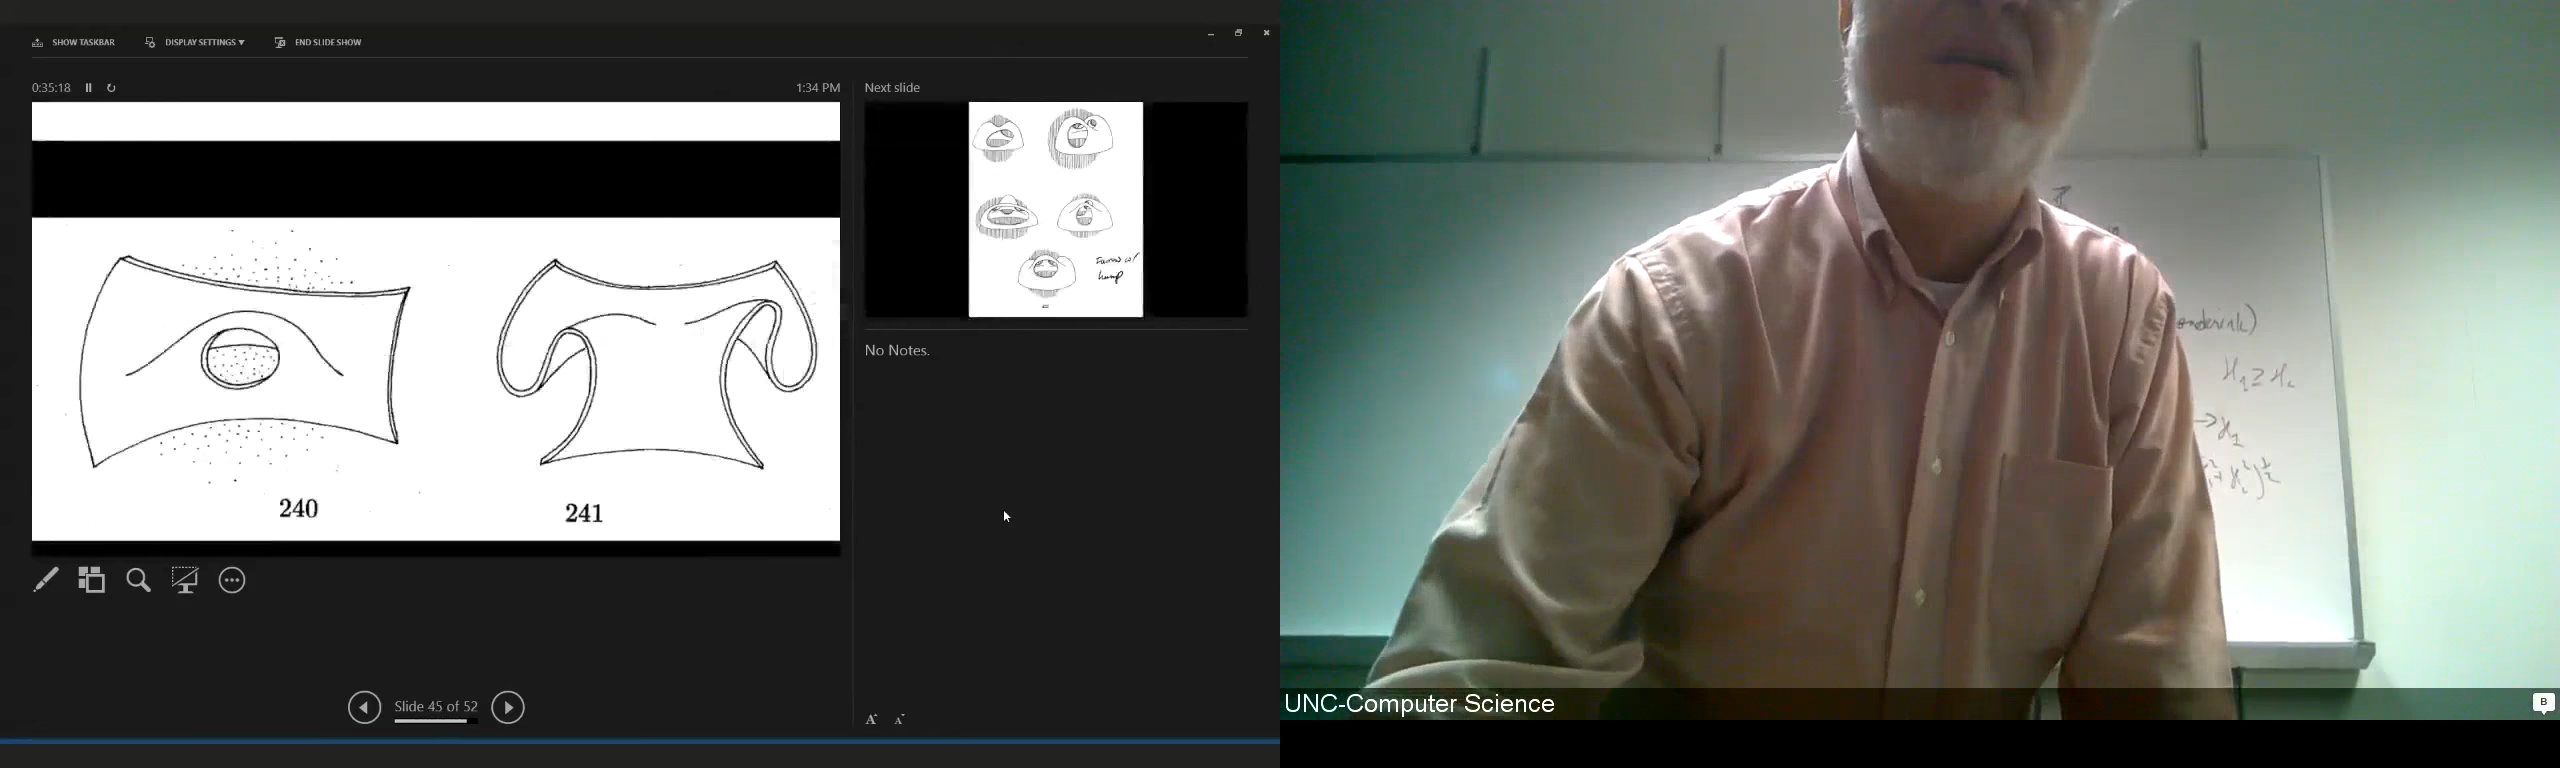 SHOW TASKBAR
DISPLAY SETTINGS ▼
END SLIDE SHOW
0:35:18
1:34 PM
Next slide
240
241
hump
No Notes.
Slide 45 of 52
A
A
UNC-Computer Science
B